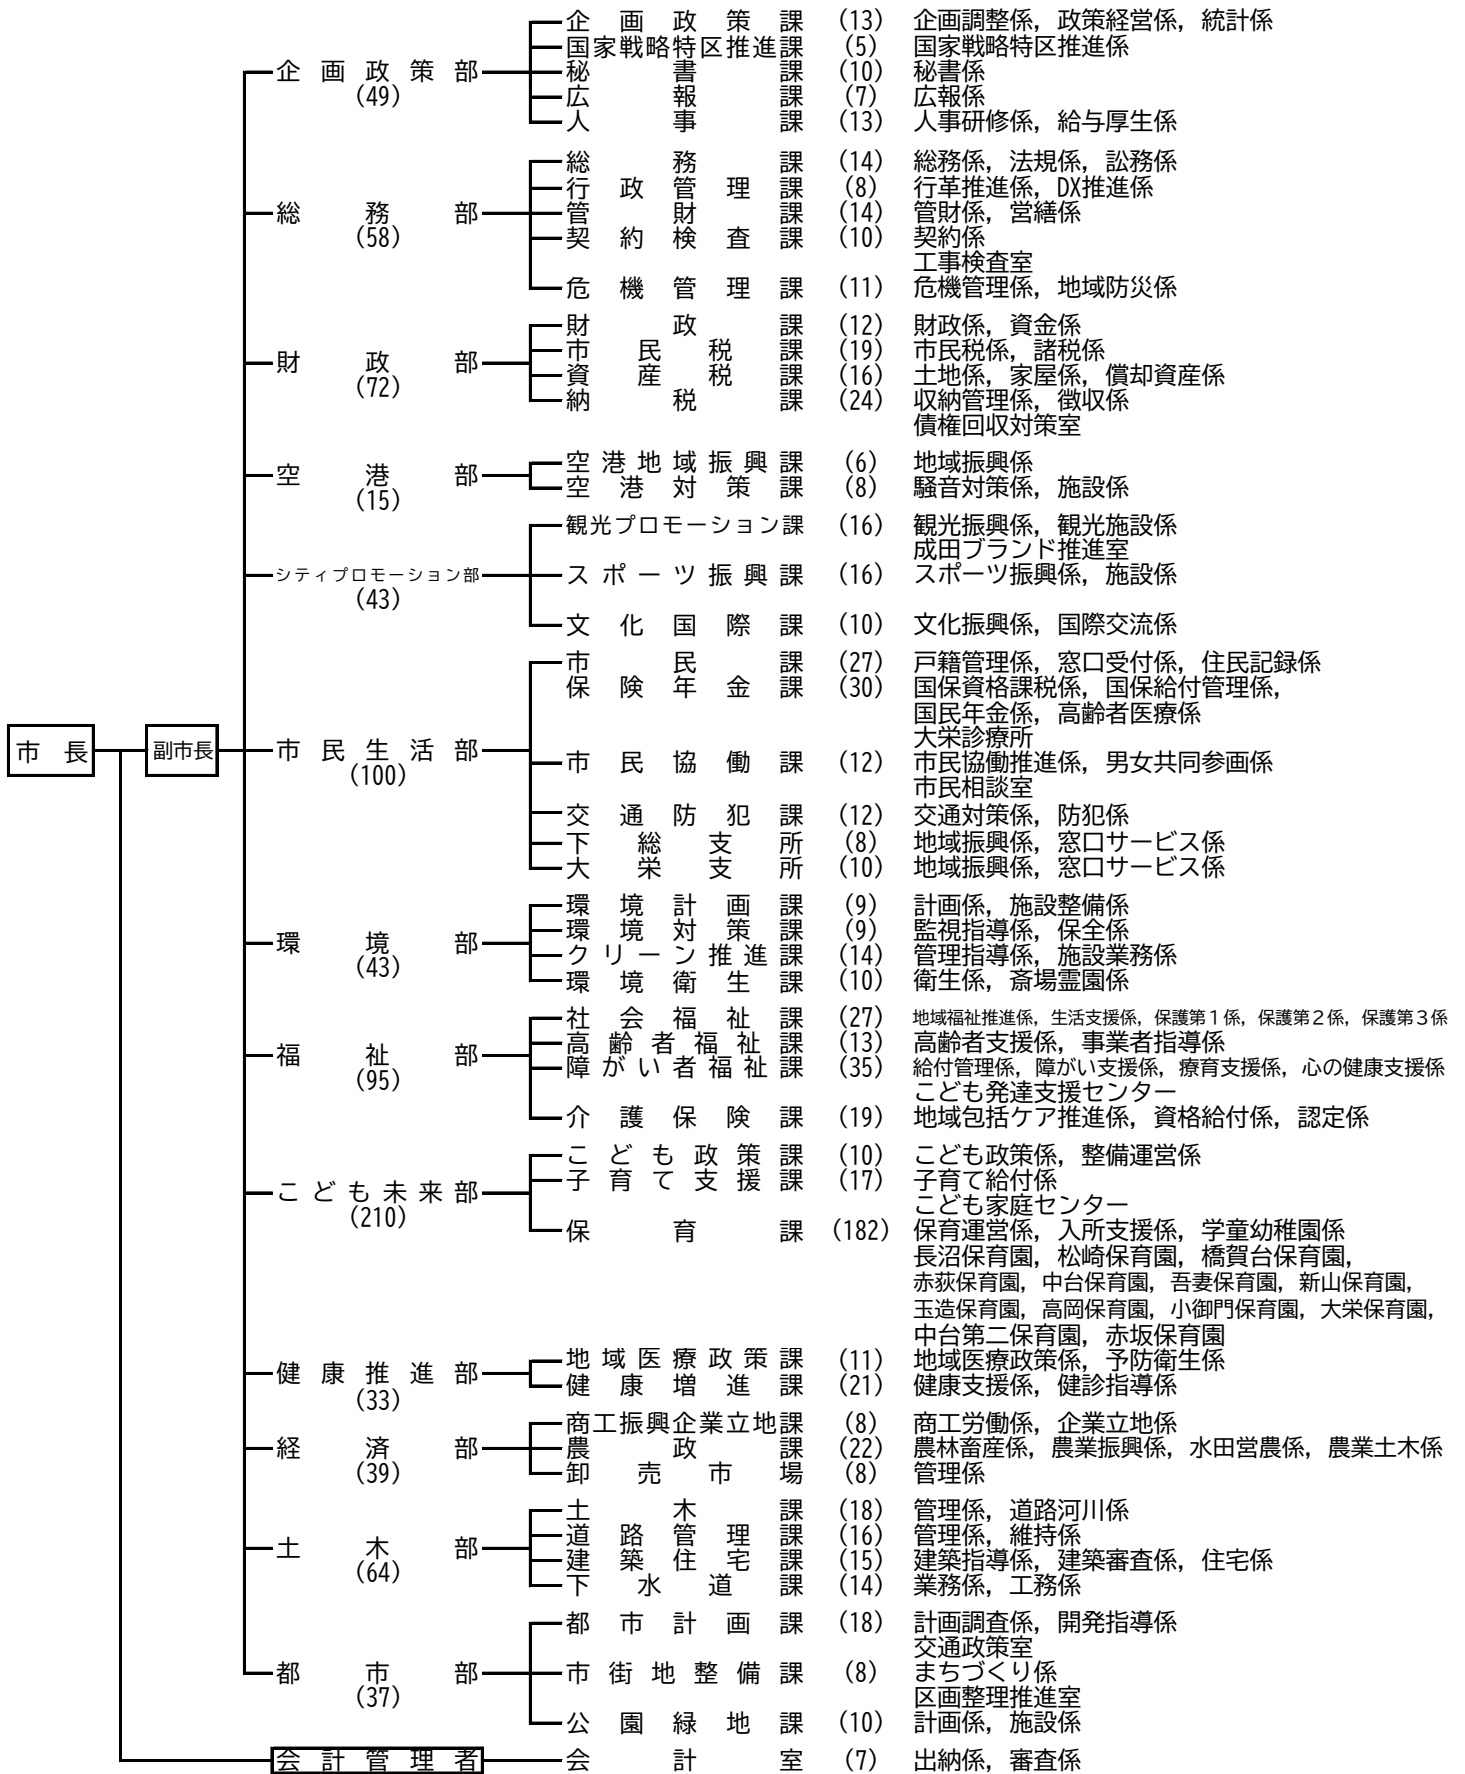 企画政策課 (13) 企画調整係，政策経営係，統計係
国家戦略特区推進課 (5) 国家戦略特区推進係
企画政策部 秘書課 (10) 秘書係
(49) 広報課 (7) 広報係
人事課 (13) 人事研修係，給与厚生係
総務課 (14) 総務係，法規係，訟務係
行政管理課 (8) 行革推進係，DX推進係
総務部 管財課 (14) 管財係，営繕係
(58) 契約検査課 (10) 契約係
工事検査室
危機管理課 (11) 危機管理係，地域防災係
財政課 (12) 財政係，資金係
財政部 市民税課 (19) 市民税係，諸税係
(72) 資産税課 (16) 土地係，家屋係，償却資産係
納税課 (24) 収納管理係，徴収係
債権回収対策室
空港部 空港地域振興課 (6) 地域振興係
(15) 空港対策課 (8) 騒音対策係，施設係
観光プロモーション課 (16) 観光振興係，観光施設係
成田ブランド推進室
シティプロモーション部 スポーツ振興課 (16) スポーツ振興係，施設係
(43)
文化国際課 (10) 文化振興係，国際交流係
市民課 (27) 戸籍管理係，窓口受付係，住民記録係
保険年金課 (30) 国保資格課税係，国保給付管理係，
国民年金係，高齢者医療係
大栄診療所
市長 副市長 市民生活部
(100) 市民協働課 (12) 市民協働推進係，男女共同参画係
市民相談室
交通防犯課 (12) 交通対策係，防犯係
下総支所 (8) 地域振興係，窓口サービス係
大栄支所 (10) 地域振興係，窓口サービス係
環境計画課 (9) 計画係，施設整備係
環境部 環境対策課 (9) 監視指導係，保全係
(43) クリーン推進課 (14) 管理指導係，施設業務係
環境衛生課 (10) 衛生係，斎場霊園係
社会福祉課 (27) 地域福祉推進係，生活支援係，保護第１係，保護第２係，保護第３係
福祉部 高齢者福祉課 (13) 高齢者支援係，事業者指導係
(95) 障がい者福祉課 (35) 給付管理係，障がい支援係，療育支援係，心の健康支援係
こども発達支援センター
介護保険課 (19) 地域包括ケア推進係，資格給付係，認定係
こども政策課 (10) こども政策係，整備運営係
こども未来部 子育て支援課 (17) 子育て給付係
(210) こども家庭センター
保育課 (182) 保育運営係，入所支援係，学童幼稚園係
長沼保育園，松崎保育園，橋賀台保育園，
赤荻保育園，中台保育園，吾妻保育園，新山保育園，
玉造保育園，高岡保育園，小御門保育園，大栄保育園，
中台第二保育園，赤坂保育園
健康推進部 地域医療政策課 (11) 地域医療政策係，予防衛生係
(33) 健康増進課 (21) 健康支援係，健診指導係
商工振興企業立地課 (8) 商工労働係，企業立地係
経済部 農政課 (22) 農林畜産係，農業振興係，水田営農係，農業土木係
(39) 卸売市場 (8) 管理係
土木課 (18) 管理係，道路河川係
土木部 道路管理課 (16) 管理係，維持係
(64) 建築住宅課 (15) 建築指導係，建築審査係，住宅係
下水道課 (14) 業務係，工務係
都市計画課 (18) 計画調査係，開発指導係
交通政策室
都市部 市街地整備課 (8) まちづくり係
(37) 区画整理推進室
公園緑地課 (10) 計画係，施設係
会計管理者 会計室 (7) 出納係，審査係